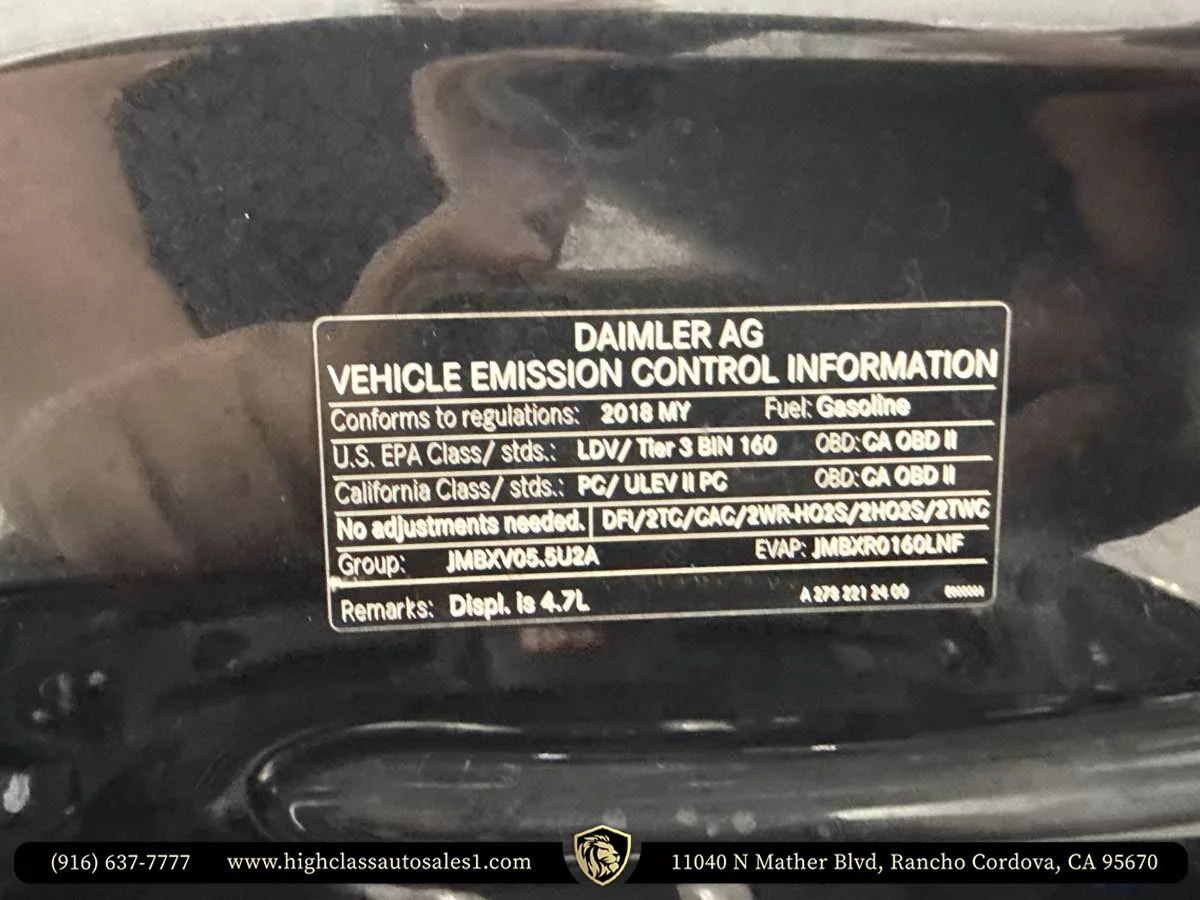 DAIMLER AG
VEHICLE EMISSION CONTROL INFORMATION
Conforms to regulations: 2018 MY Fuel: Gasoline
U.S. EPA Class/ stds.: LDV/ Tier 3 BIN 160 OBD: CA OBD II
California Class/ stds.: PC/ ULEV II PC OBD: CA OBD II
No adjustments needed. DFI/2TC/CAC/2WR-HO2S/2HO2S/2TWC
Group: JMBXV05.5U2A EVAP: JMBXR0160LNF
Remarks: Displ. is 4.7L A 278 221 24 00
(916) 637-7777 www.highclassautosales1.com 11040 N Mather Blvd, Rancho Cordova, CA 95670